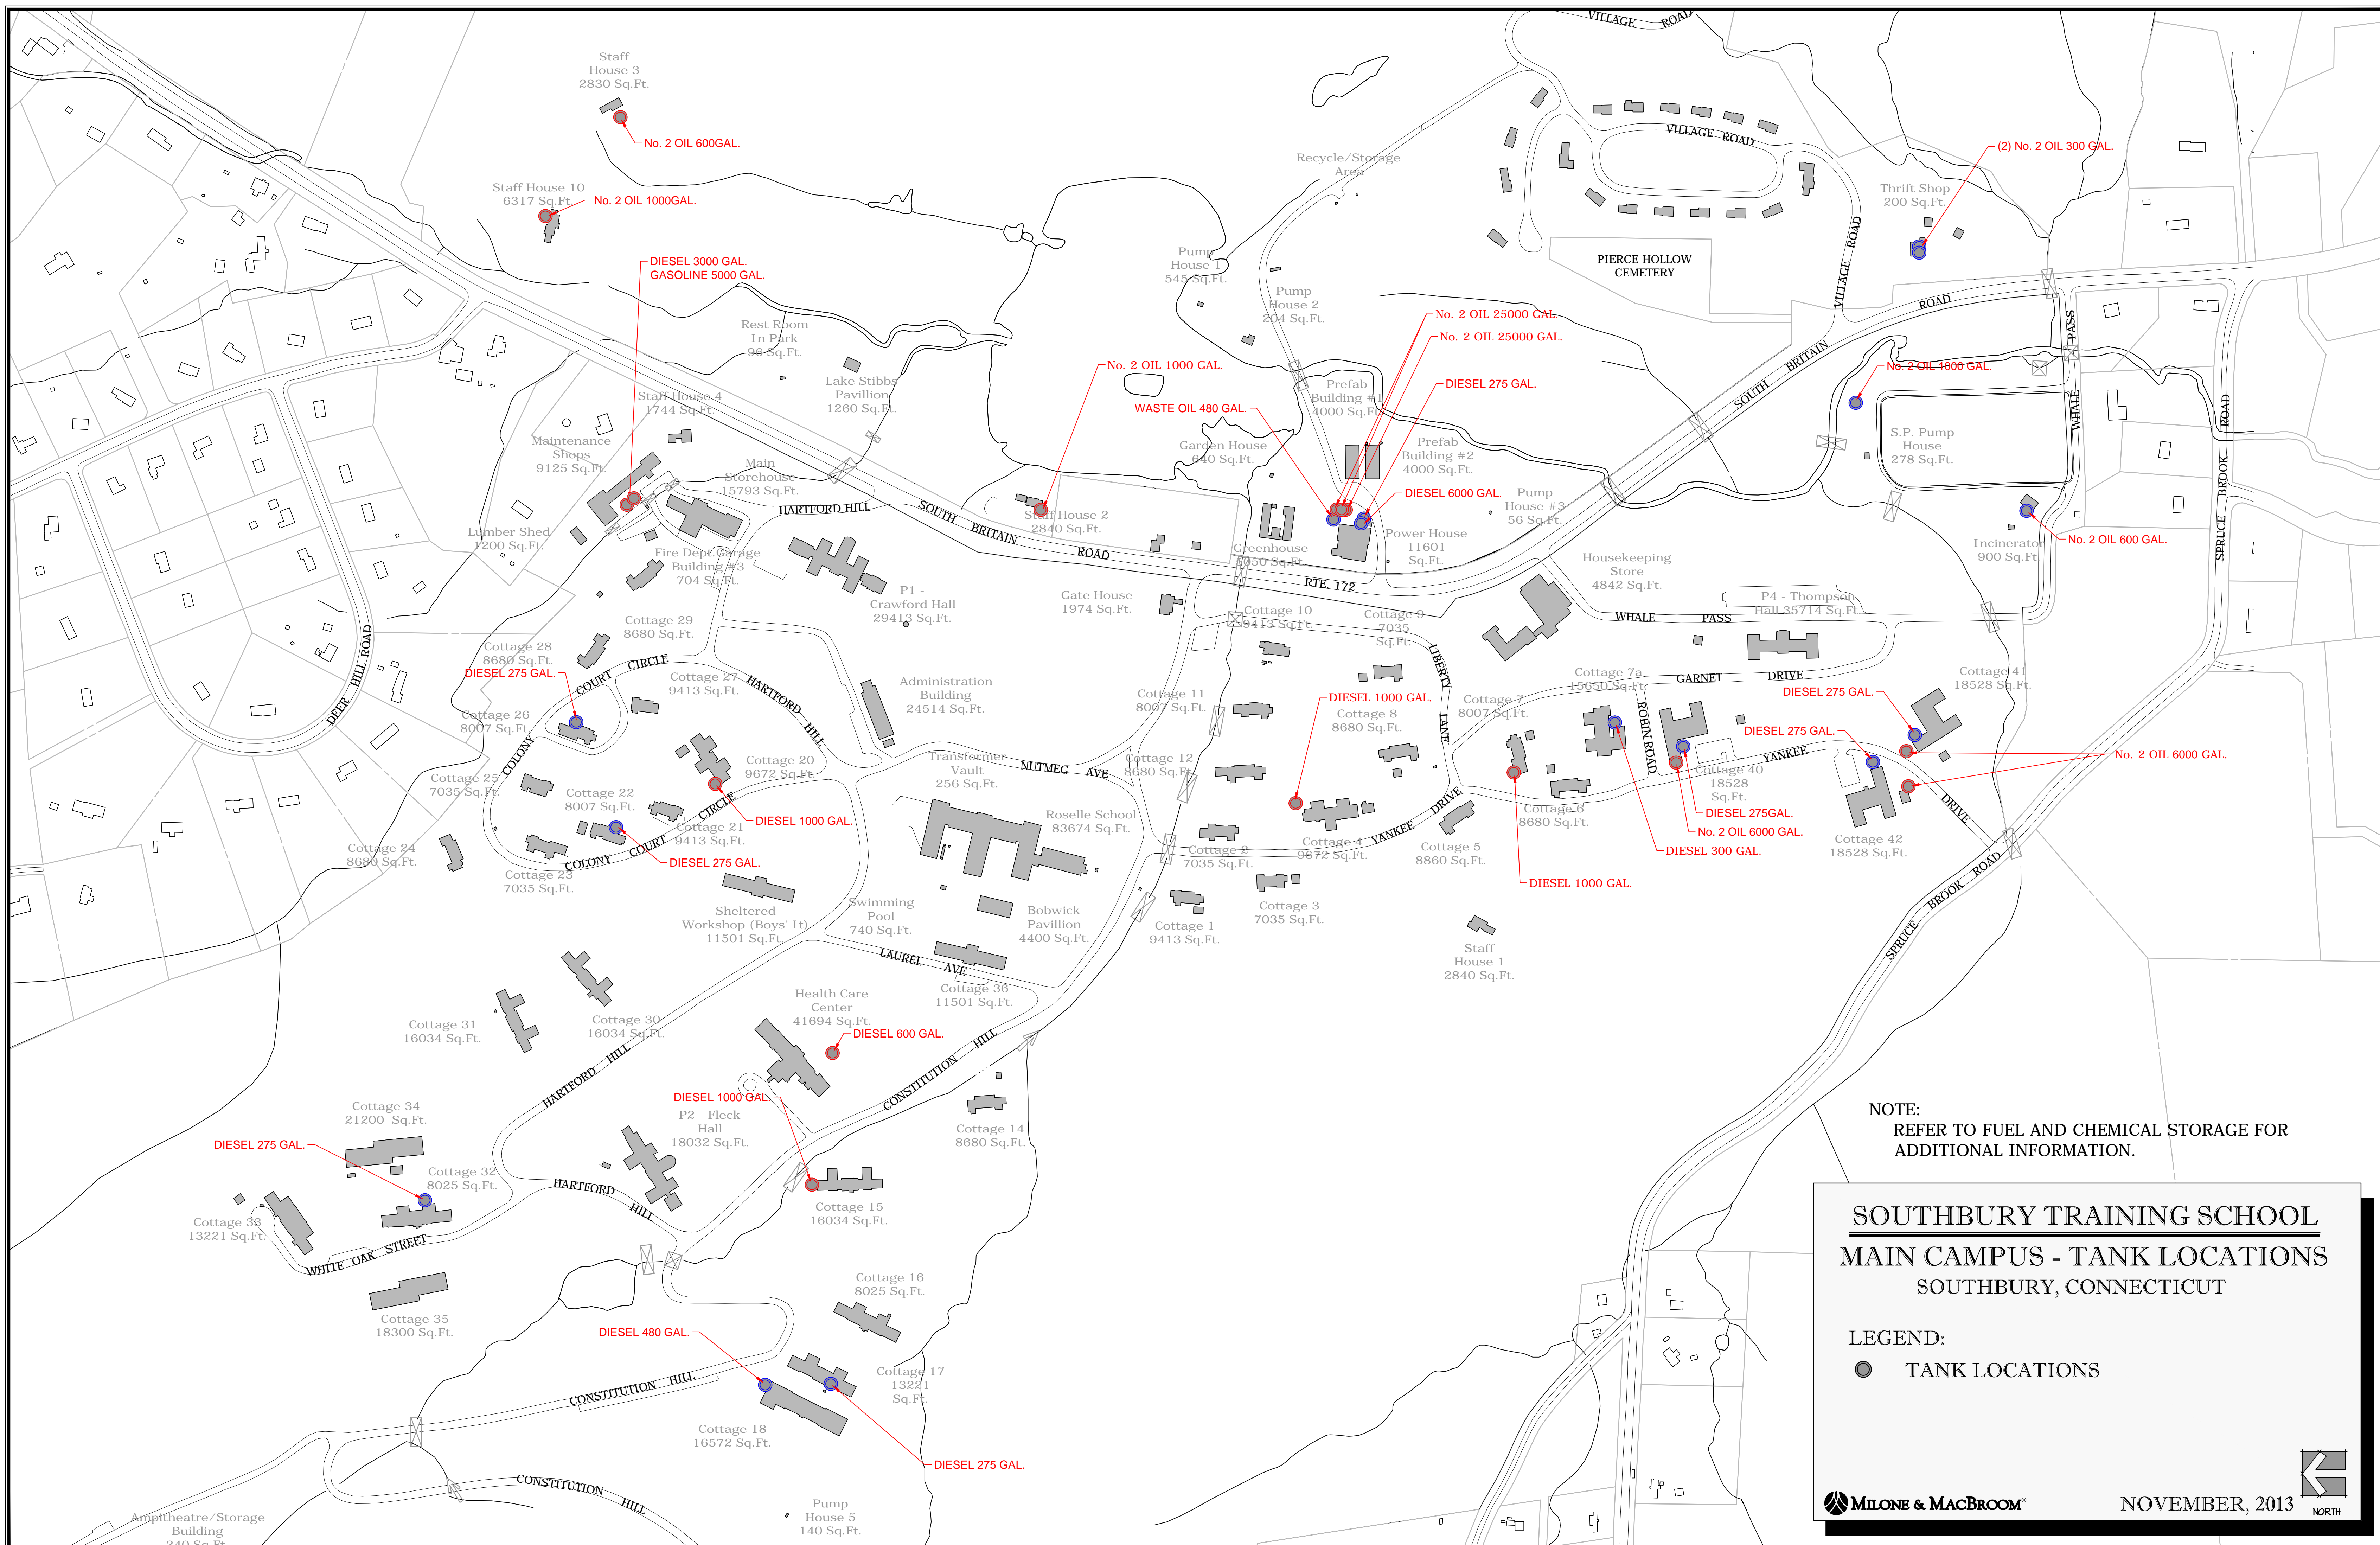 VILLAGE ROAD
Staff
House 3
2830 Sq.Ft.
No. 2 OIL 600GAL.
Staff House 10
6317 Sq.Ft.
No. 2 OIL 1000GAL.
DIESEL 3000 GAL.
GASOLINE 5000 GAL.
Recycle/Storage
Area
VILLAGE ROAD
(2) No. 2 OIL 300 GAL.
Thrift Shop
200 Sq.Ft.
VILLAGE ROAD
PIERCE HOLLOW
CEMETERY
Pump
House 1
545 Sq.Ft.
Pump
House 2
204 Sq.Ft.
Rest Room
In Park
96 Sq.Ft.
Lake Stibbs
Pavillion
1260 Sq.Ft.
Staff House 4
1744 Sq.Ft.
No. 2 OIL 25000 GAL.
No. 2 OIL 25000 GAL.
No. 2 OIL 1000 GAL.
DIESEL 275 GAL.
WASTE OIL 480 GAL.
Prefab
Building #1
4000 Sq.Ft.
Prefab
Building #2
4000 Sq.Ft.
Garden House
640 Sq.Ft.
DIESEL 6000 GAL.
Pump
House #3
56 Sq.Ft.
SOUTH BRITAIN ROAD
No. 2 OIL 1000 GAL.
WHALE PASS
SPRUCE BROOK ROAD
S.P. Pump
House
278 Sq.Ft.
Incinerator
900 Sq.Ft
No. 2 OIL 600 GAL.
Maintenance
Shops
9125 Sq.Ft.
Main
Storehouse
15793 Sq.Ft.
HARTFORD HILL
Lumber Shed
1200 Sq.Ft.
Fire Dept.Garage
Building #3
704 Sq.Ft.
SOUTH BRITAIN ROAD
RTE. 172
Staff House 2
2840 Sq.Ft.
Greenhouse
5050 Sq.Ft
Power House
11601
Sq.Ft.
Housekeeping
Store
4842 Sq.Ft.
P1 -
Crawford Hall
29413 Sq.Ft.
Gate House
1974 Sq.Ft.
Cottage 10
9413 Sq.Ft.
Cottage 9
7035
Sq.Ft.
P4 - Thompson
Hall 35714 Sq.Ft
WHALE PASS
DEER HILL ROAD
Cottage 29
8680 Sq.Ft.
Cottage 28
8680 Sq.Ft.
DIESEL 275 GAL.
COLONY COURT CIRCLE
Cottage 27
9413 Sq.Ft.
HARTFORD HILL
Administration
Building
24514 Sq.Ft.
Cottage 11
8007 Sq.Ft.
DIESEL 1000 GAL.
Cottage 8
8680 Sq.Ft.
LIBERTY LANE
Cottage 7
8007 Sq.Ft.
Cottage 7a
15650 Sq.Ft.
GARNET DRIVE
ROBIN ROAD
DIESEL 275 GAL.
Cottage 41
18528 Sq.Ft.
DIESEL 275 GAL.
No. 2 OIL 6000 GAL.
YANKEE DRIVE
Cottage 26
8007 Sq.Ft.
Cottage 25
7035 Sq.Ft.
Cottage 20
9672 Sq.Ft.
Cottage 22
8007 Sq.Ft.
DIESEL 1000 GAL.
Cottage 21
9413 Sq.Ft.
COLONY COURT CIRCLE
Transformer
Vault
256 Sq.Ft.
NUTMEG AVE
Cottage 12
8680 Sq.Ft.
Roselle School
83674 Sq.Ft.
Cottage 2
7035 Sq.Ft.
Cottage 4
9672 Sq.Ft.
YANKEE DRIVE
Cottage 5
8860 Sq.Ft.
Cottage 6
8680 Sq.Ft.
Cottage 40
18528
Sq.Ft.
DIESEL 275GAL.
No. 2 OIL 6000 GAL.
DIESEL 300 GAL.
DIESEL 1000 GAL.
Cottage 42
18528 Sq.Ft.
SPRUCE BROOK ROAD
Cottage 24
8680 Sq.Ft.
Cottage 23
7035 Sq.Ft.
DIESEL 275 GAL.
Sheltered
Workshop (Boys' It)
11501 Sq.Ft.
Swimming
Pool
740 Sq.Ft.
Bobwick
Pavillion
4400 Sq.Ft.
Cottage 1
9413 Sq.Ft.
Cottage 3
7035 Sq.Ft.
Staff
House 1
2840 Sq.Ft.
LAUREL AVE
Cottage 36
11501 Sq.Ft.
Cottage 31
16034 Sq.Ft.
Cottage 30
16034 Sq.Ft.
HARTFORD HILL
Health Care
Center
41694 Sq.Ft.
DIESEL 600 GAL.
CONSTITUTION HILL
DIESEL 1000 GAL.
P2 - Fleck
Hall
18032 Sq.Ft.
Cottage 14
8680 Sq.Ft.
Cottage 34
21200 Sq.Ft.
DIESEL 275 GAL.
Cottage 32
8025 Sq.Ft.
HARTFORD HILL
Cottage 33
13221 Sq.Ft.
WHITE OAK STREET
Cottage 15
16034 Sq.Ft.
Cottage 35
18300 Sq.Ft.
Cottage 16
8025 Sq.Ft.
DIESEL 480 GAL.
Cottage 17
13221
Sq.Ft.
CONSTITUTION HILL
Cottage 18
16572 Sq.Ft.
DIESEL 275 GAL.
CONSTITUTION HILL
Pump
House 5
140 Sq.Ft.
Ampitheatre/Storage
Building
240 Sq.Ft.
NOTE:
REFER TO FUEL AND CHEMICAL STORAGE FOR
ADDITIONAL INFORMATION.
SOUTHBURY TRAINING SCHOOL
MAIN CAMPUS - TANK LOCATIONS
SOUTHBURY, CONNECTICUT
LEGEND:
TANK LOCATIONS
MILONE & MACBROOM®
NOVEMBER, 2013
NORTH